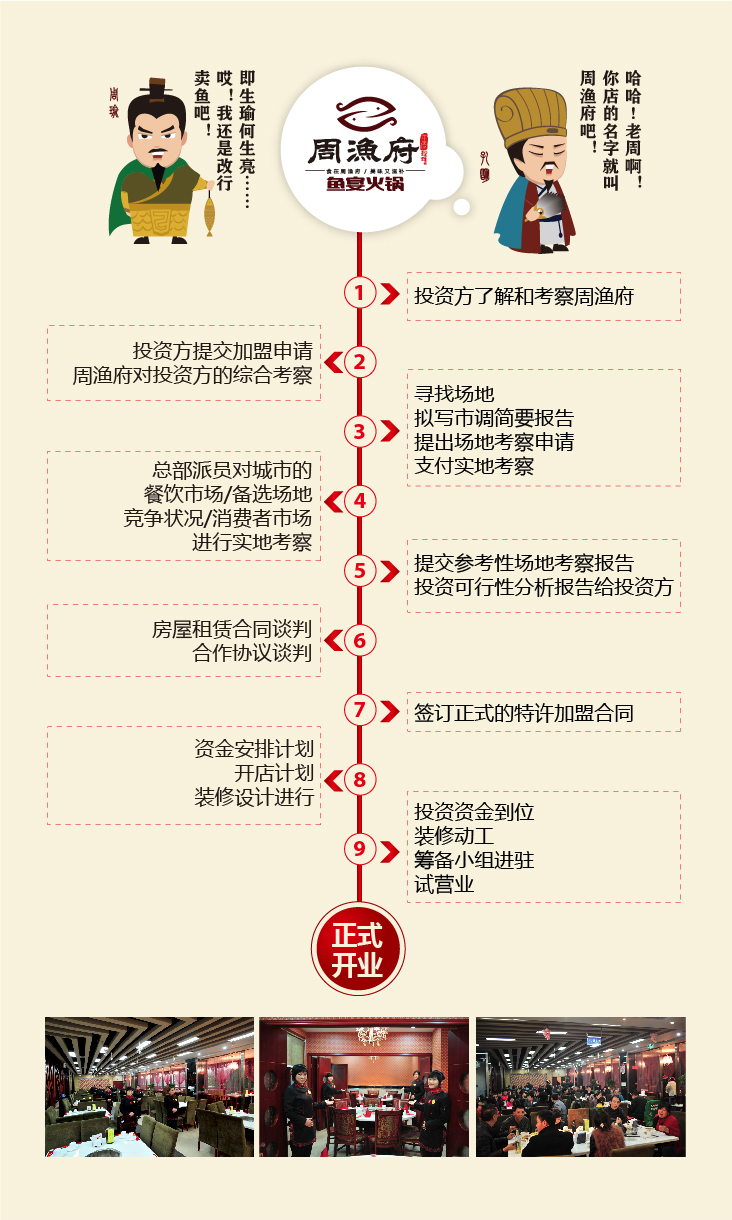 即生瑜何生亮……
哎！我还是改行
卖鱼吧！
周瑜
周渔府
食在周渔府 / 美味又滋补
鱼宴火锅
哈哈！老周啊！
你店的名字就叫
周渔府吧！
孔明
1
投资方了解和考察周渔府
2
投资方提交加盟申请
周渔府对投资方的综合考察
3
寻找场地
拟写市调简要报告
提出场地考察申请
支付实地考察
4
总部派员对城市的
餐饮市场/备选场地
竞争状况/消费者市场
进行实地考察
5
提交参考性场地考察报告
投资可行性分析报告给投资方
6
房屋租赁合同谈判
合作协议谈判
7
签订正式的特许加盟合同
8
资金安排计划
开店计划
装修设计进行
9
投资资金到位
装修动工
筹备小组进驻
试营业
正式
开业